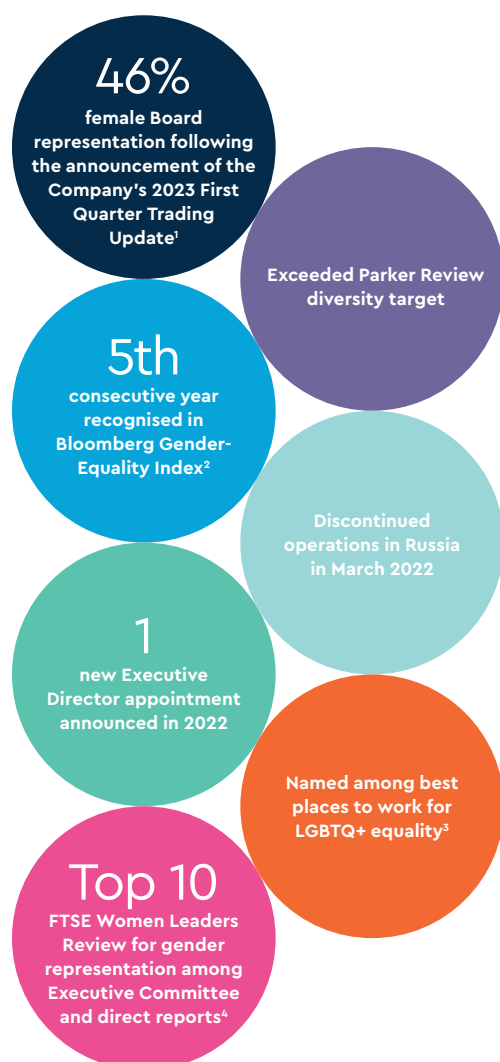 46%
female Board
representation following
the announcement of the
Company's 2023 First
Quarter Trading
Update¹
Exceeded Parker Review
diversity target
5th
consecutive year
recognised in
Bloomberg Gender-
Equality Index²
Discontinued
operations in Russia
in March 2022
1
new Executive
Director appointment
announced in 2022
Named among best
places to work for
LGBTQ+ equality³
Top 10
FTSE Women Leaders
Review for gender
representation among
Executive Committee
and direct reports⁴